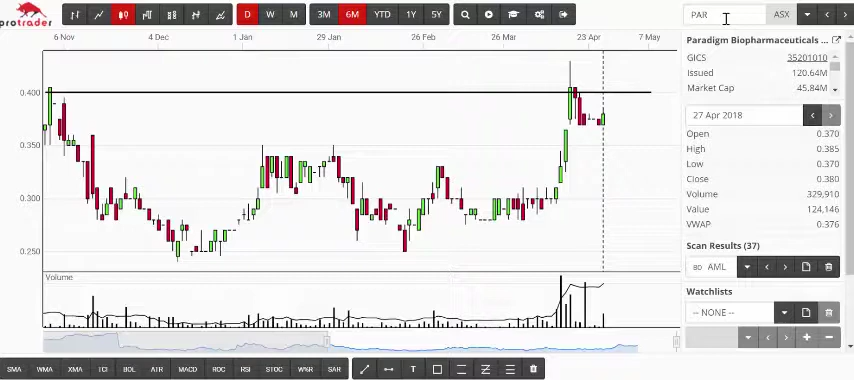 protrader
D W M
3M 6M YTD 1Y 5Y
PAR ASX
6 Nov 4 Dec 1 Jan 29 Jan 26 Feb 26 Mar 23 Apr 7 May
0.400
0.350
0.300
0.250
Volume
Paradigm Biopharmaceuticals ...
GICS 35201010
Issued 120.64M
Market Cap 45.84M
27 Apr 2018
Open 0.370
High 0.385
Low 0.370
Close 0.380
Volume 329,910
Value 124,146
VWAP 0.376
Scan Results (37)
80 AML
Watchlists
-- NONE --
SMA WMA XMA TCI BOL ATR MACD ROC RSI STOC W%R SAR T